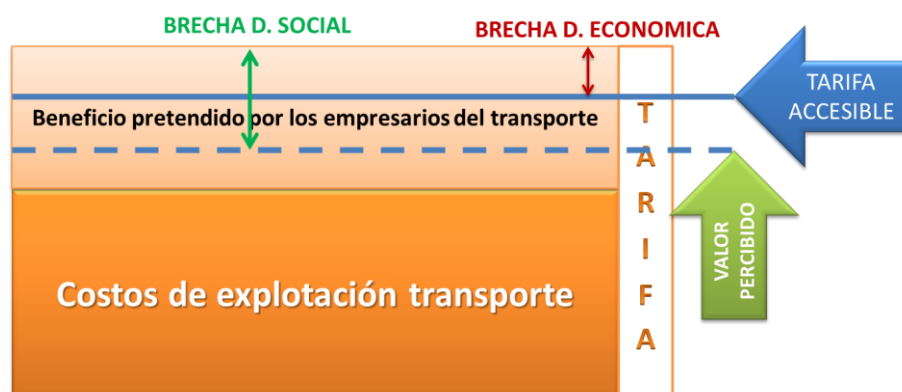 BRECHA D. SOCIAL
BRECHA D. ECONOMICA
TARIFA
ACCESIBLE
Beneficio pretendido por los empresarios del transporte
T
A
R
I
F
A
VALOR
PERCIBIDO
Costos de explotación transporte